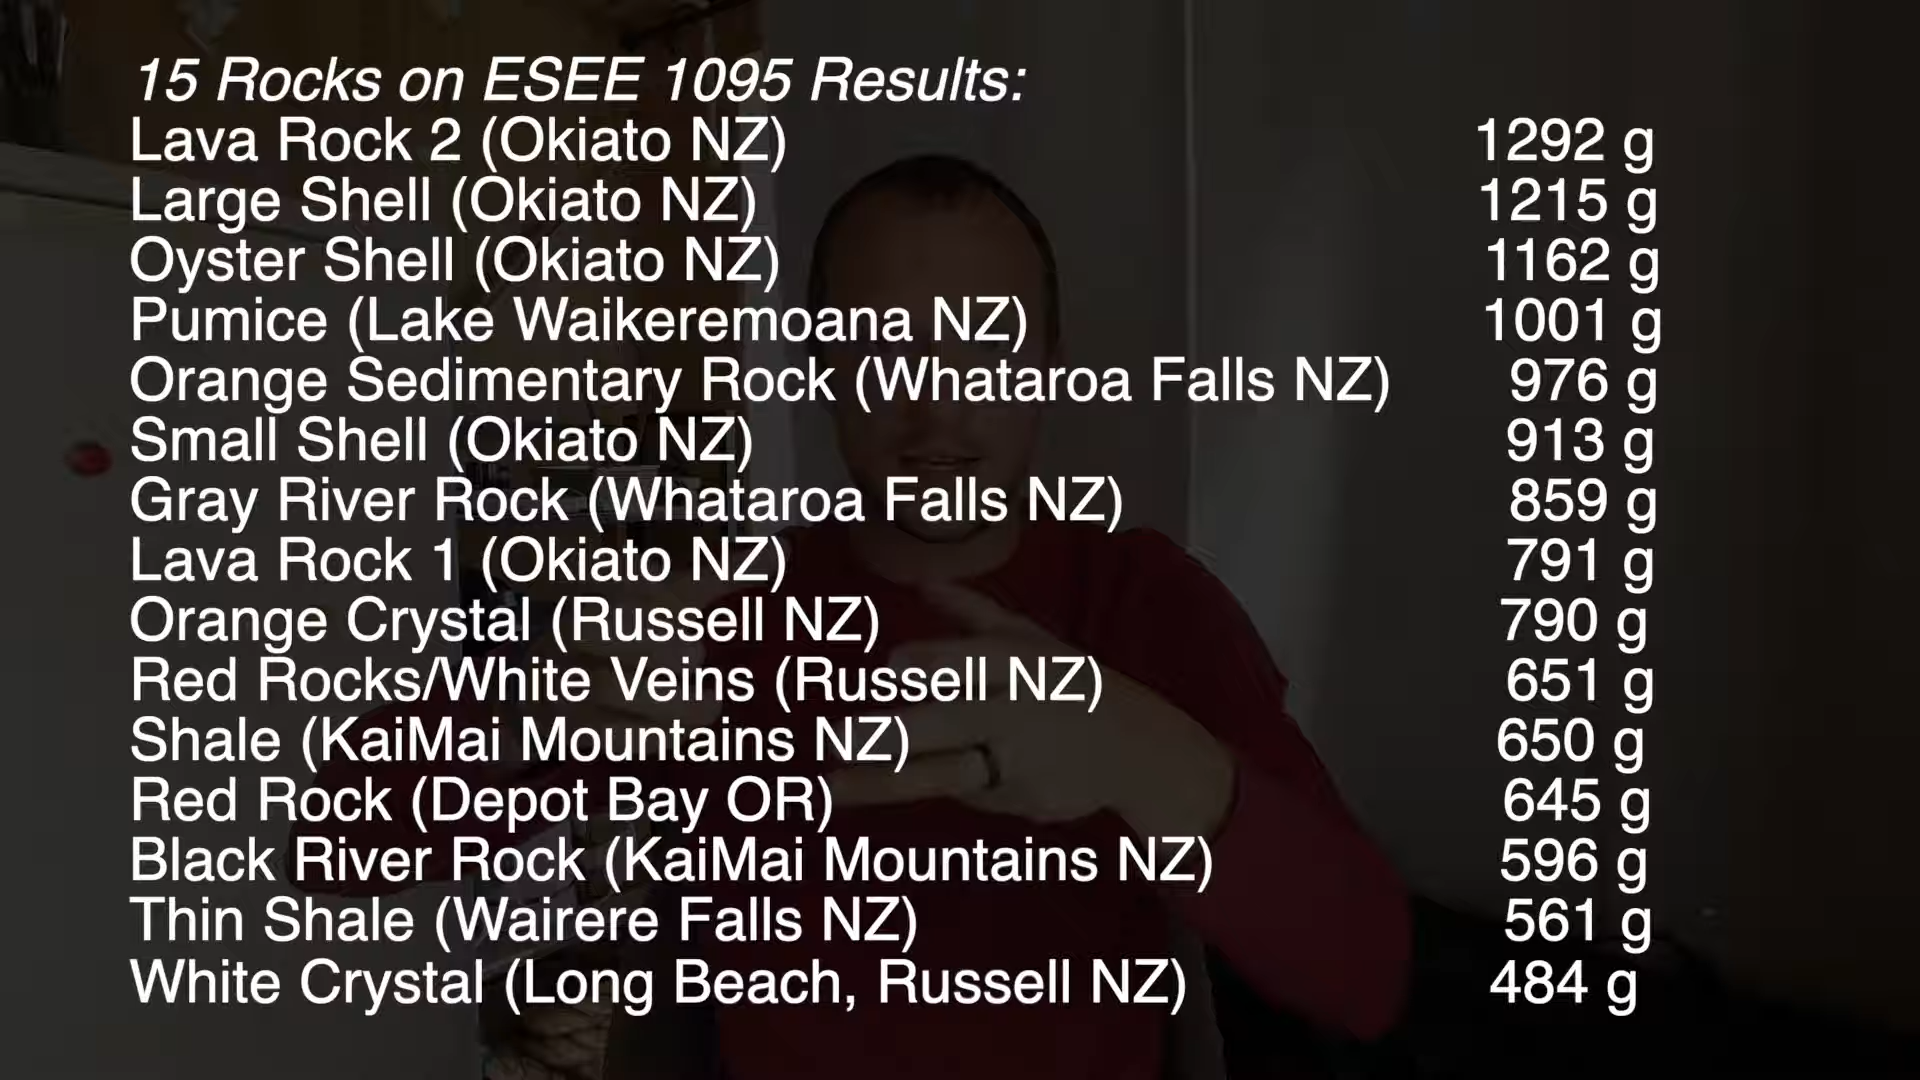 15 Rocks on ESEE 1095 Results:
Lava Rock 2 (Okiato NZ) 1292 g
Large Shell (Okiato NZ) 1215 g
Oyster Shell (Okiato NZ) 1162 g
Pumice (Lake Waikeremoana NZ) 1001 g
Orange Sedimentary Rock (Whataroa Falls NZ) 976 g
Small Shell (Okiato NZ) 913 g
Gray River Rock (Whataroa Falls NZ) 859 g
Lava Rock 1 (Okiato NZ) 791 g
Orange Crystal (Russell NZ) 790 g
Red Rocks/White Veins (Russell NZ) 651 g
Shale (KaiMai Mountains NZ) 650 g
Red Rock (Depot Bay OR) 645 g
Black River Rock (KaiMai Mountains NZ) 596 g
Thin Shale (Wairere Falls NZ) 561 g
White Crystal (Long Beach, Russell NZ) 484 g